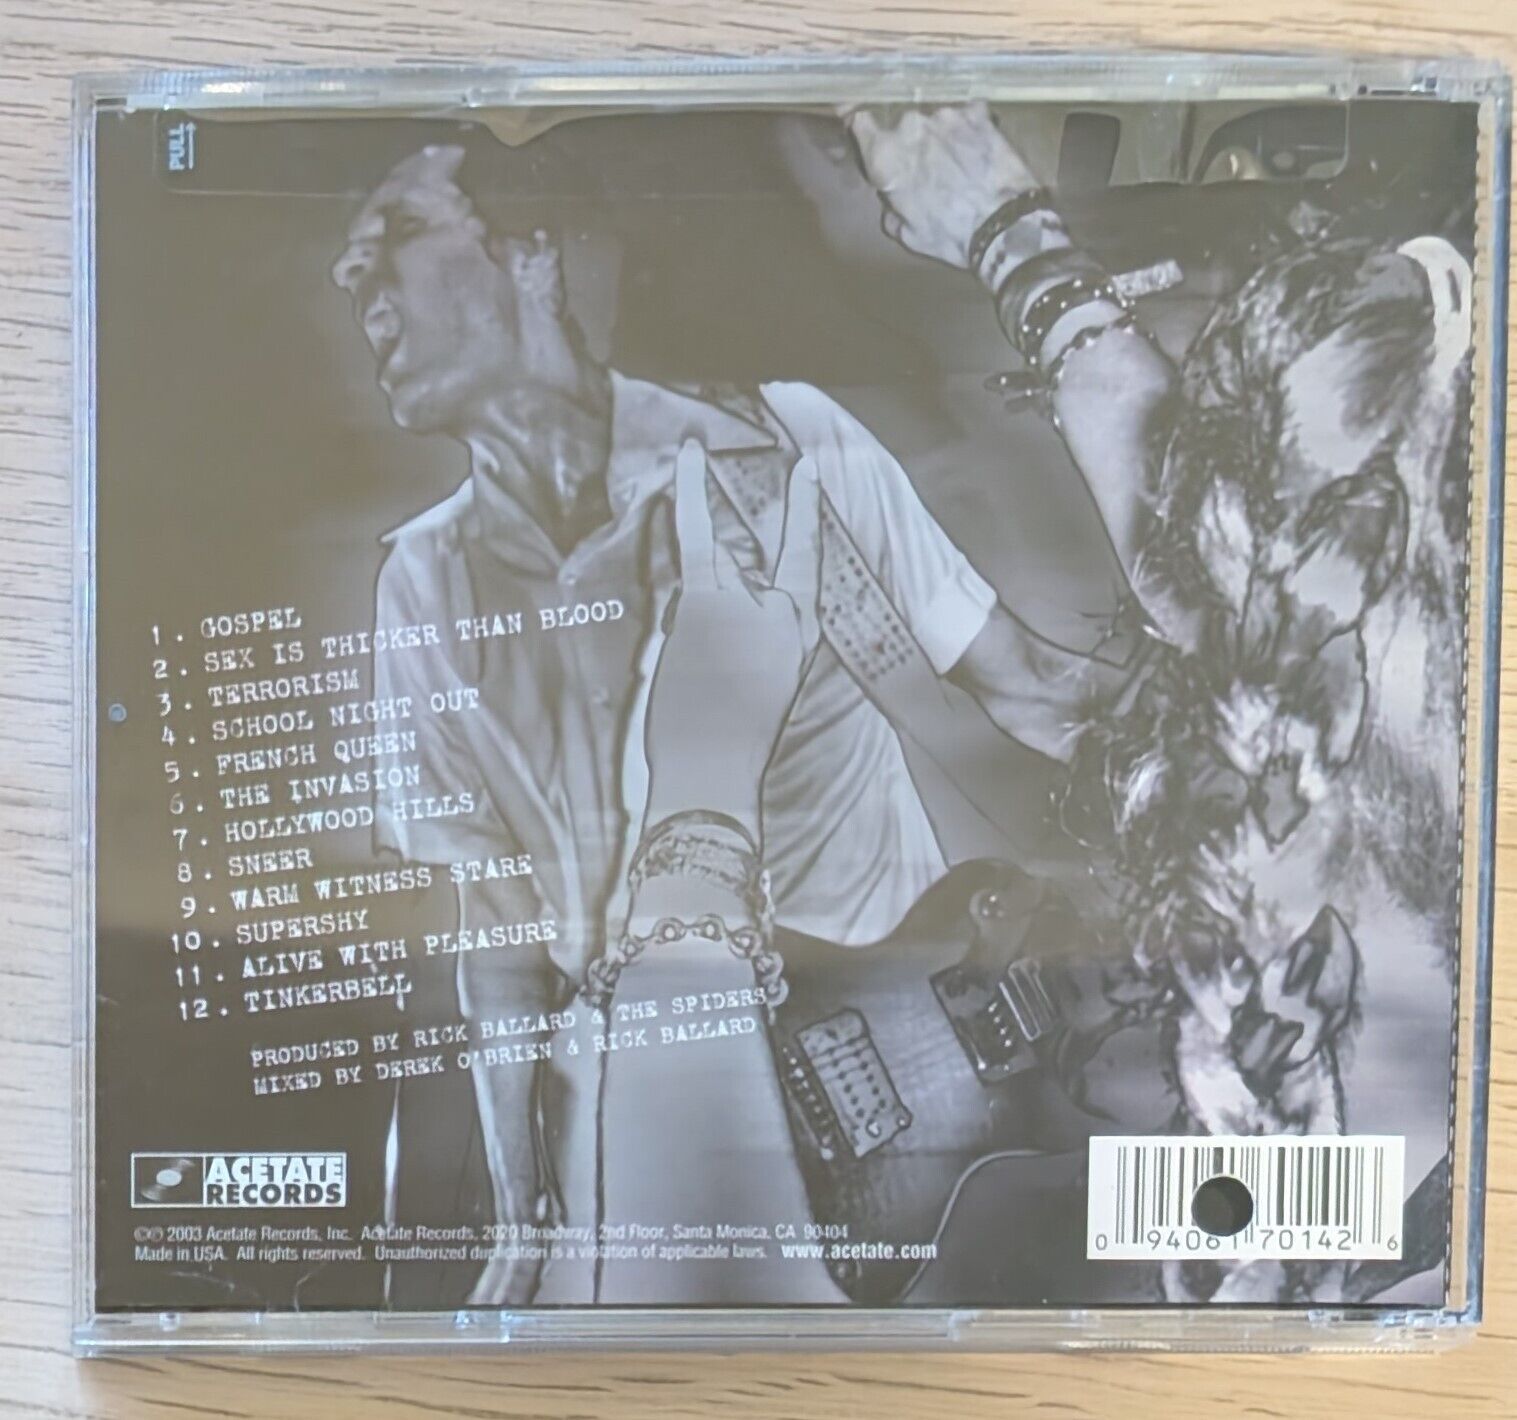 PULL
1. GOSPEL
2. SEX IS THICKER THAN BLOOD
3. TERRORISM
4. SCHOOL NIGHT OUT
5. FRENCH QUEEN
6. THE INVASION
7. HOLLYWOOD HILLS
8. SNEER
9. WARM WITNESS STARE
10. SUPERSHY
11. ALIVE WITH PLEASURE
12. TINKERBELL
PRODUCED BY RICK BALLARD & THE SPIDERS
MIXED BY DEREK O'BRIEN & RICK BALLARD
ACETATE
RECORDS
©℗ 2003 Acetate Records, Inc. Acetate Records, 2020 Broadway, 2nd Floor, Santa Monica, CA 90404
Made in USA. All rights reserved. Unauthorized duplication is a violation of applicable laws. www.acetate.com
0 94061 70142 6